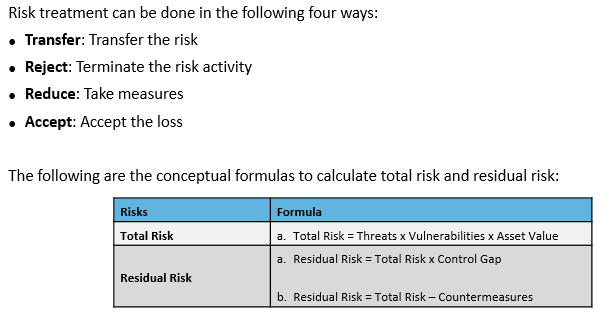 Risk treatment can be done in the following four ways:
• Transfer: Transfer the risk
• Reject: Terminate the risk activity
• Reduce: Take measures
• Accept: Accept the loss
The following are the conceptual formulas to calculate total risk and residual risk:
Risks Formula
Total Risk a. Total Risk = Threats x Vulnerabilities x Asset Value
Residual Risk a. Residual Risk = Total Risk x Control Gap
b. Residual Risk = Total Risk – Countermeasures